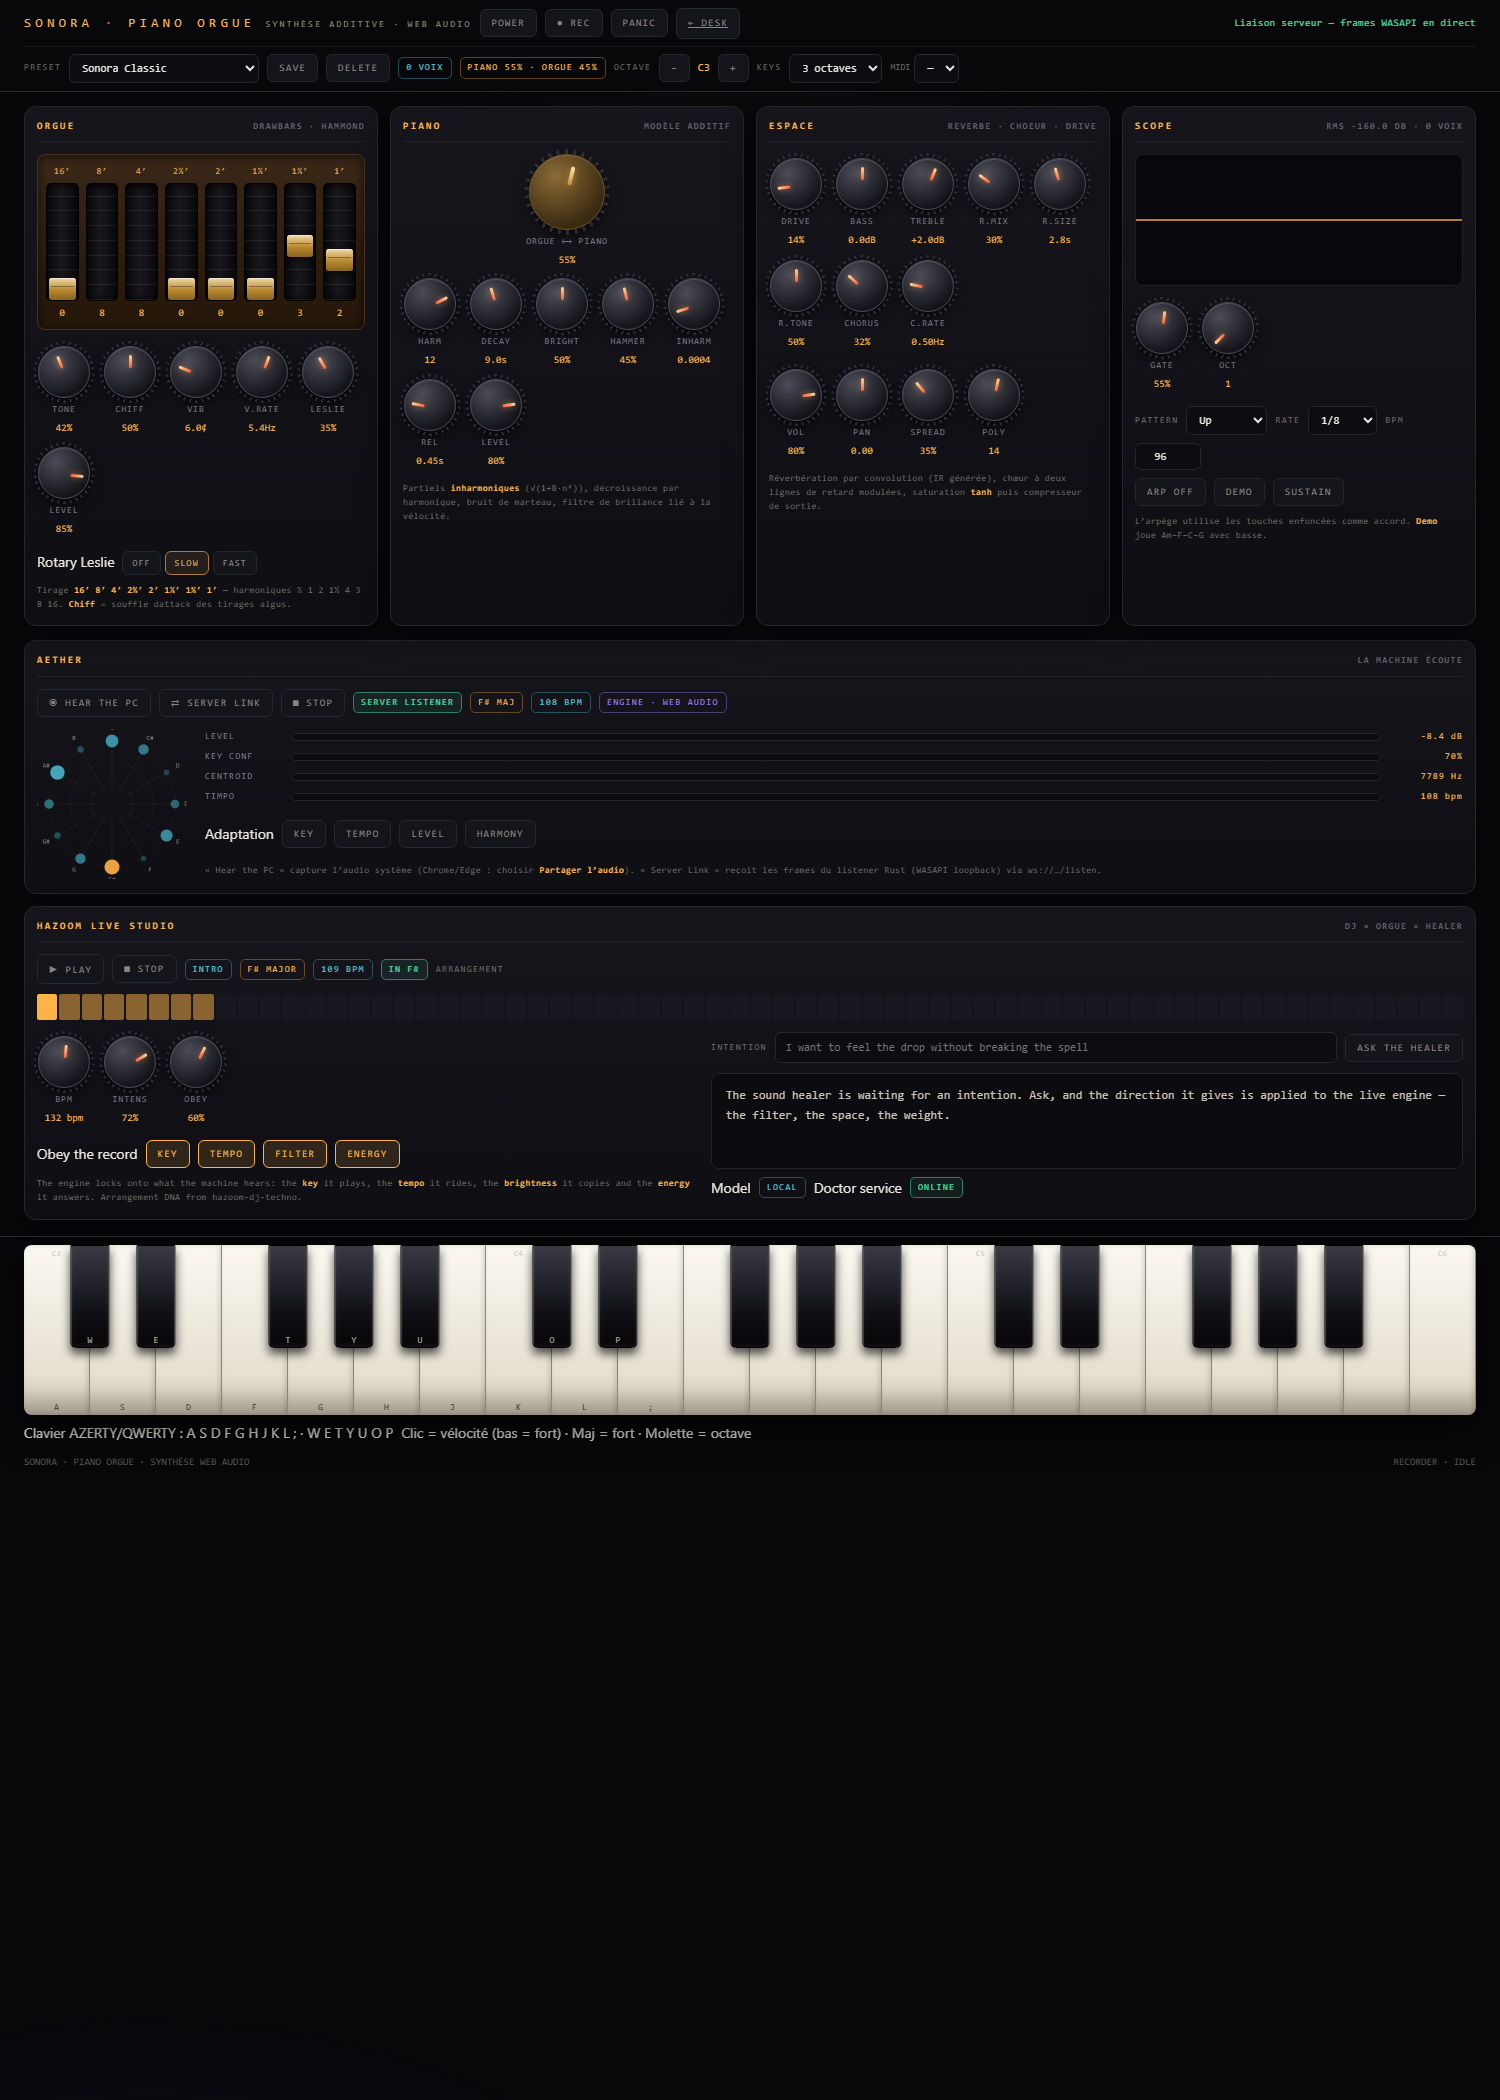 SONORA · PIANO ORGUE SYNTHÈSE ADDITIVE · WEB AUDIO POWER ● REC PANIC ← DESK Liaison serveur — frames WASAPI en direct
PRESET Sonora Classic SAVE DELETE 0 VOIX PIANO 55% · ORGUE 45% OCTAVE - C3 + KEYS 3 octaves MIDI —
ORGUE DRAWBARS · HAMMOND
16′ 8′ 4′ 2⅔′ 2′ 1′
0 8 8 0 0 0 3 2
TONE CHIFF VIB V.RATE LESLIE
42% 50% 6.0¢ 5.4Hz 35%
LEVEL
85%
Rotary Leslie OFF SLOW FAST
Tirage 16′ 8′ 4′ 2⅔′ 2′ 1′ — harmoniques ½ 1 2 1½ 4 3
8 16. Chiff = souffle dattack des tirages aigus.
PIANO MODÈLE ADDITIF
ORGUE ⟷ PIANO
55%
HARM DECAY BRIGHT HAMMER INHARM
12 9.0s 50% 45% 0.0004
REL LEVEL
0.45s 80%
Partiels inharmoniques (√(1+B·n²)), décroissance par
harmonique, bruit de marteau, filtre de brillance lié à la
vélocité.
ESPACE REVERBE · CHOEUR · DRIVE
DRIVE BASS TREBLE R.MIX R.SIZE
14% 0.0dB +2.0dB 30% 2.8s
R.TONE CHORUS C.RATE
50% 32% 0.50Hz
VOL PAN SPREAD POLY
80% 0.00 35% 14
Réverbération par convolution (IR générée), chœur à deux
lignes de retard modulées, saturation tanh puis compresseur
de sortie.
SCOPE RMS -160.0 DB · 0 VOIX
GATE OCT
55% 1
PATTERN Up RATE 1/8 BPM
96
ARP OFF DEMO SUSTAIN
L’arpège utilise les touches enfoncées comme accord. Demo
joue Am–F–C–G avec basse.
AETHER LA MACHINE ÉCOUTE
◉ HEAR THE PC ⇄ SERVER LINK ■ STOP SERVER LISTENER F# MAJ 108 BPM ENGINE · WEB AUDIO
B C#
A# D
G# E
G F
LEVEL -8.4 dB
KEY CONF 70%
CENTROID 7789 Hz
TIMPO 108 bpm
Adaptation KEY TEMPO LEVEL HARMONY
« Hear the PC » capture l’audio système (Chrome/Edge : choisir Partager l’audio). « Server Link » reçoit les frames du listener Rust (WASAPI loopback) via ws://…/listen.
HAZOOM LIVE STUDIO DJ × ORGUE × HEALER
▶ PLAY ■ STOP INTRO F# MAJOR 109 BPM IN F# ARRANGEMENT
BPM INTENS OBEY
132 bpm 72% 60%
Obey the record KEY TEMPO FILTER ENERGY
The engine locks onto what the machine hears: the key it plays, the tempo it rides, the brightness it copies and the energy
it answers. Arrangement DNA from hazoom-dj-techno.
INTENTION I want to feel the drop without breaking the spell ASK THE HEALER
The sound healer is waiting for an intention. Ask, and the direction it gives is applied to the live engine —
the filter, the space, the weight.
Model LOCAL Doctor service ONLINE
C3 C4 C5 C6
W E T Y U O P
A S D F G H J K L ;
Clavier AZERTY/QWERTY : A S D F G H J K L ; · W E T Y U O P Clic = vélocité (bas = fort) · Maj = fort · Molette = octave
SONORA · PIANO ORGUE · SYNTHÈSE WEB AUDIO RECORDER · IDLE